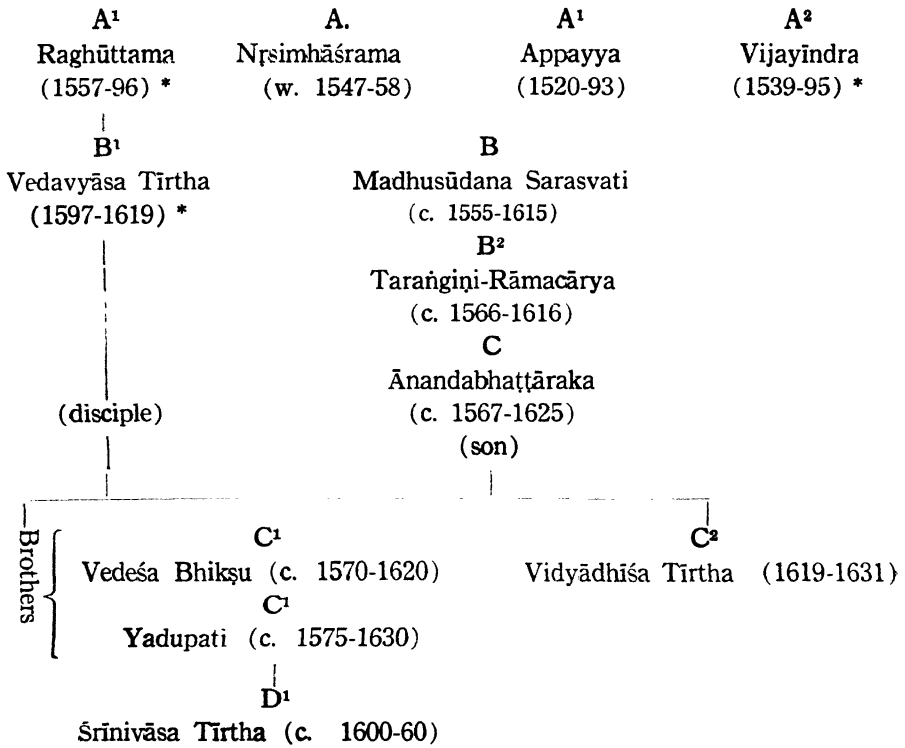 A¹ A. A¹ A²
Raghūttama Nṛsimhāśrama Appayya Vijayīndra
(1557-96) * (w. 1547-58) (1520-93) (1539-95) *
B¹ B
Vedavyāsa Tīrtha Madhusūdana Sarasvati
(1597-1619) * (c. 1555-1615)
B²
Taraṅgiṇi-Rāmacārya
(c. 1566-1616)
C
Ānandabhaṭṭāraka
(disciple) (c. 1567-1625)
(son)
Brothers
C¹ C²
Vedeśa Bhikṣu (c. 1570-1620) Vidyādhīśa Tīrtha (1619-1631)
C¹
Yadupati (c. 1575-1630)
D¹
Śrīnivāsa Tīrtha (c. 1600-60)